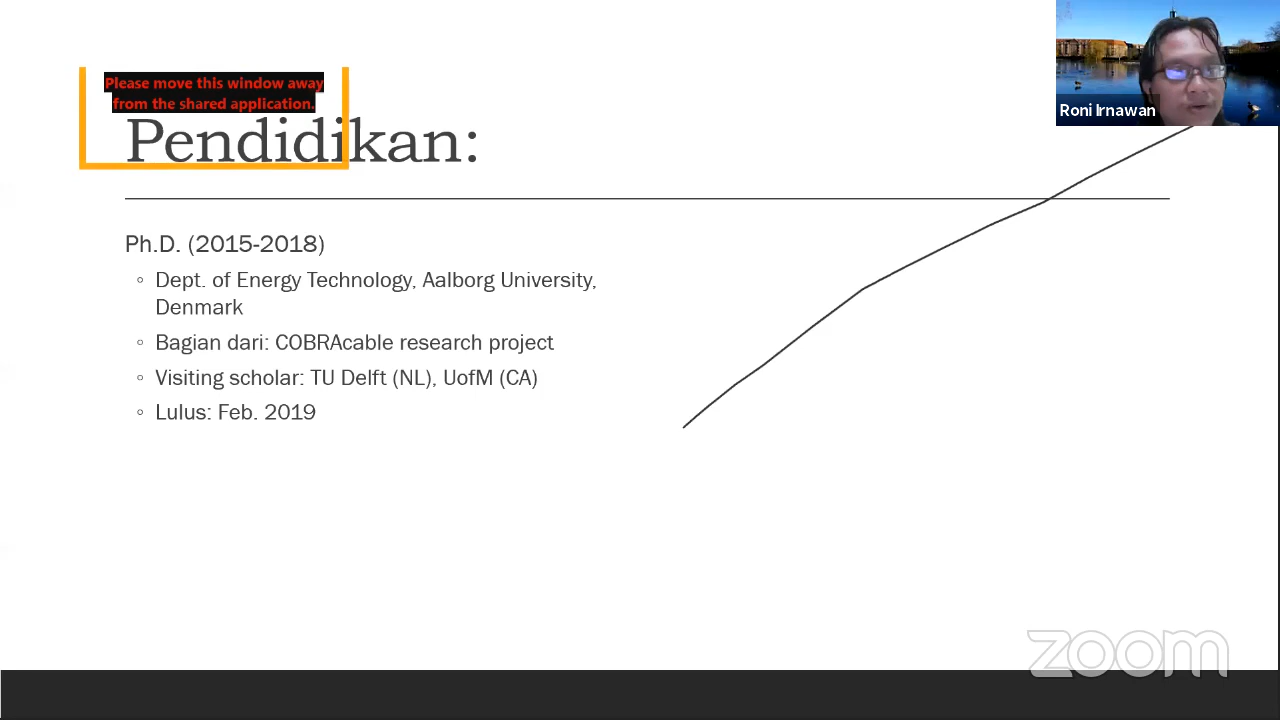 Please move this window away
from the shared application.
Pendidikan:
Roni Irnawan
Ph.D. (2015-2018)
◦ Dept. of Energy Technology, Aalborg University,
Denmark
◦ Bagian dari: COBRAcable research project
◦ Visiting scholar: TU Delft (NL), UofM (CA)
◦ Lulus: Feb. 2019
zoom